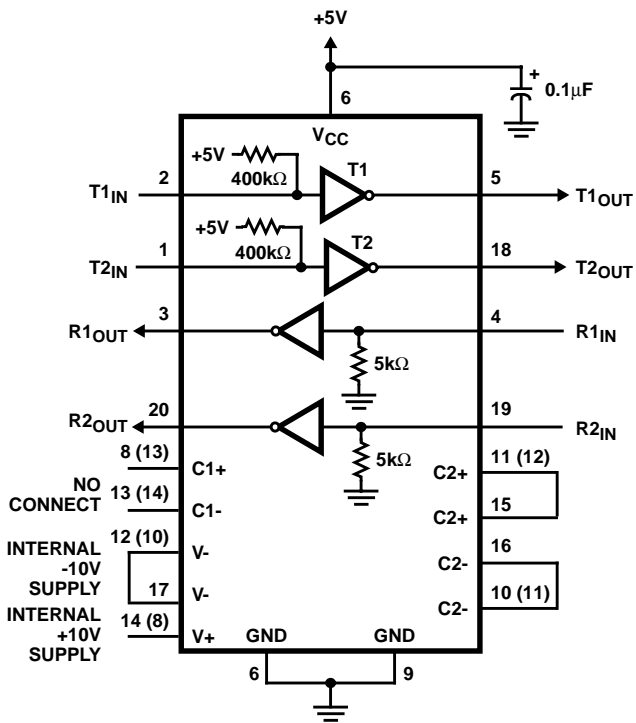 +5V
6
+
0.1µF
VCC
+5V
400kΩ
T1
T1IN
2
5
T1OUT
+5V
400kΩ
T2
T2IN
1
18
T2OUT
R1OUT
3
4
R1IN
5kΩ
R2OUT
20
19
R2IN
5kΩ
NO
CONNECT
8 (13)
C1+
13 (14)
C1-
INTERNAL
-10V
SUPPLY
12 (10)
V-
17
V-
INTERNAL
+10V
SUPPLY
14 (8)
V+
C2+
11 (12)
C2+
15
C2-
16
C2-
10 (11)
GND
GND
6
9